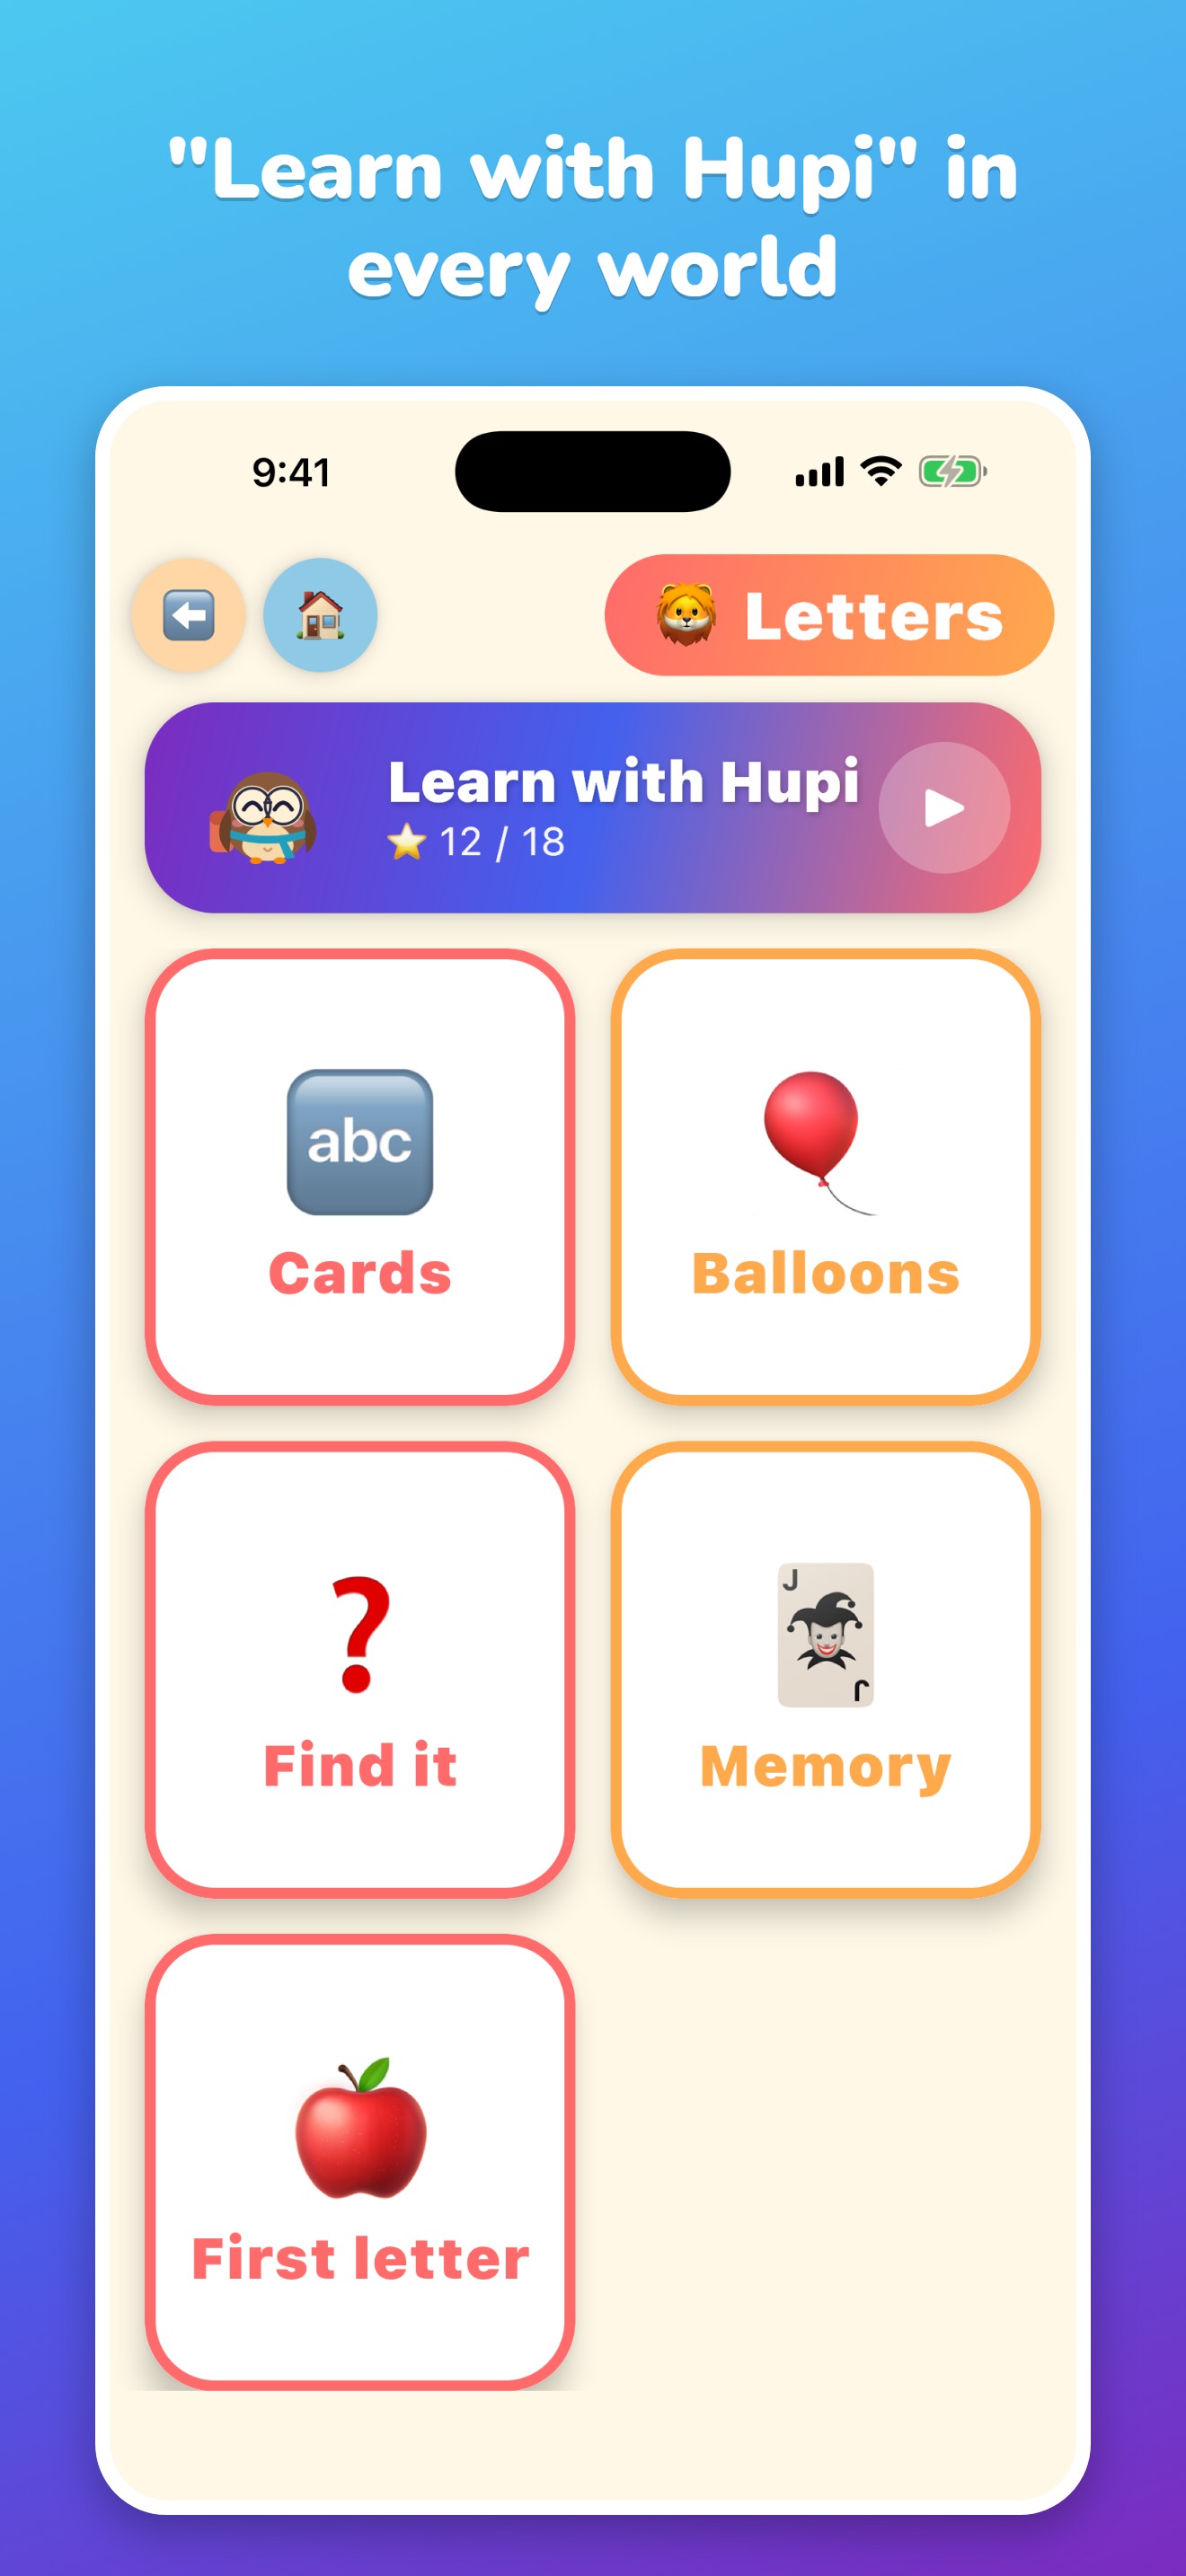 "Learn with Hupi" in
every world
9:41
Letters
Learn with Hupi
12 / 18
abc
Cards
Balloons
J
J
Find it
Memory
First letter